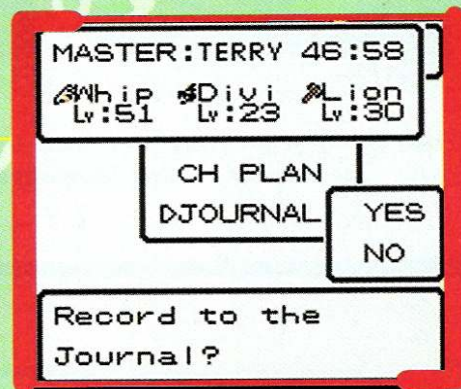 MASTER:TERRY 46:58
Whip Divi Lion
Lv:51 Lv:23 Lv:30
CH PLAN
▷JOURNAL
YES
NO
Record to the
Journal?